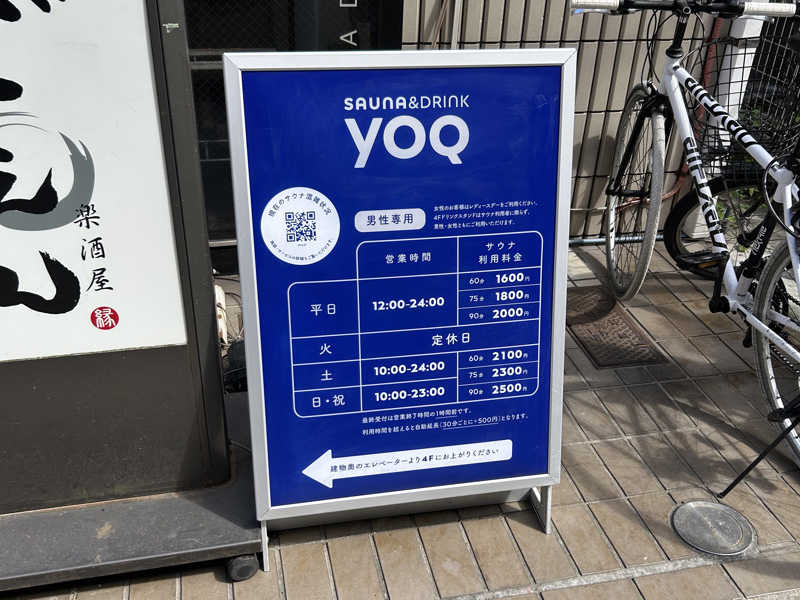 SAUNA&DRINK
YOQ
現在のサウナ混雑状況
男性専用
女性のお客様はレディースデーをご利用ください。
4Fドリンクスタンドはサウナ利用者に限らず、
男性・女性ともにご利用いただけます。
営業時間
サウナ
利用料金
平日
12:00-24:00
60分 1600円
75分 1800円
90分 2000円
火
定休日
土
10:00-24:00
日・祝
10:00-23:00
60分 2100円
75分 2300円
90分 2500円
最終受付は営業終了時間の1時間前です。
利用時間を超えると自動延長(30分ごとに+500円)となります。
建物奥のエレベーターより4Fにお上がりください
楽酒屋
縁